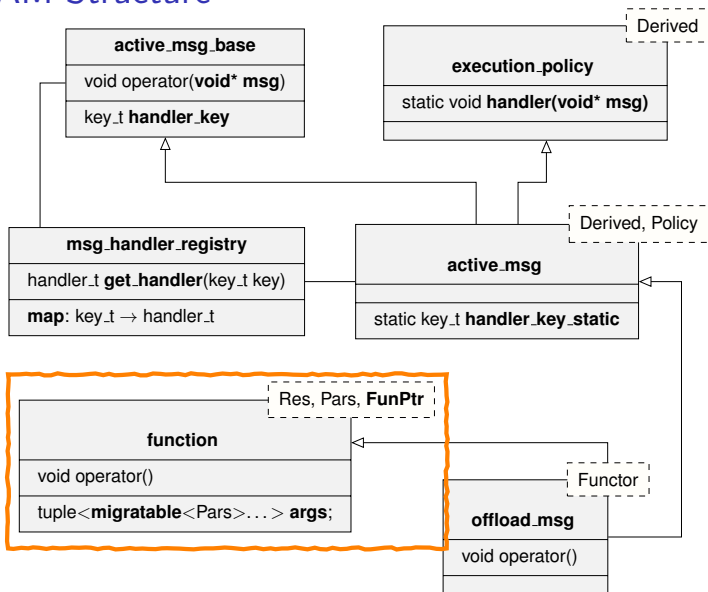 AM Structure
Derived
active_msg_base
void operator(void* msg)
key_t handler_key
execution_policy
static void handler(void* msg)
Derived, Policy
msg_handler_registry
handler_t get_handler(key_t key)
map: key_t → handler_t
active_msg
static key_t handler_key_static
Res, Pars, FunPtr
function
void operator()
tuple<migratable<Pars>...> args;
Functor
offload_msg
void operator()